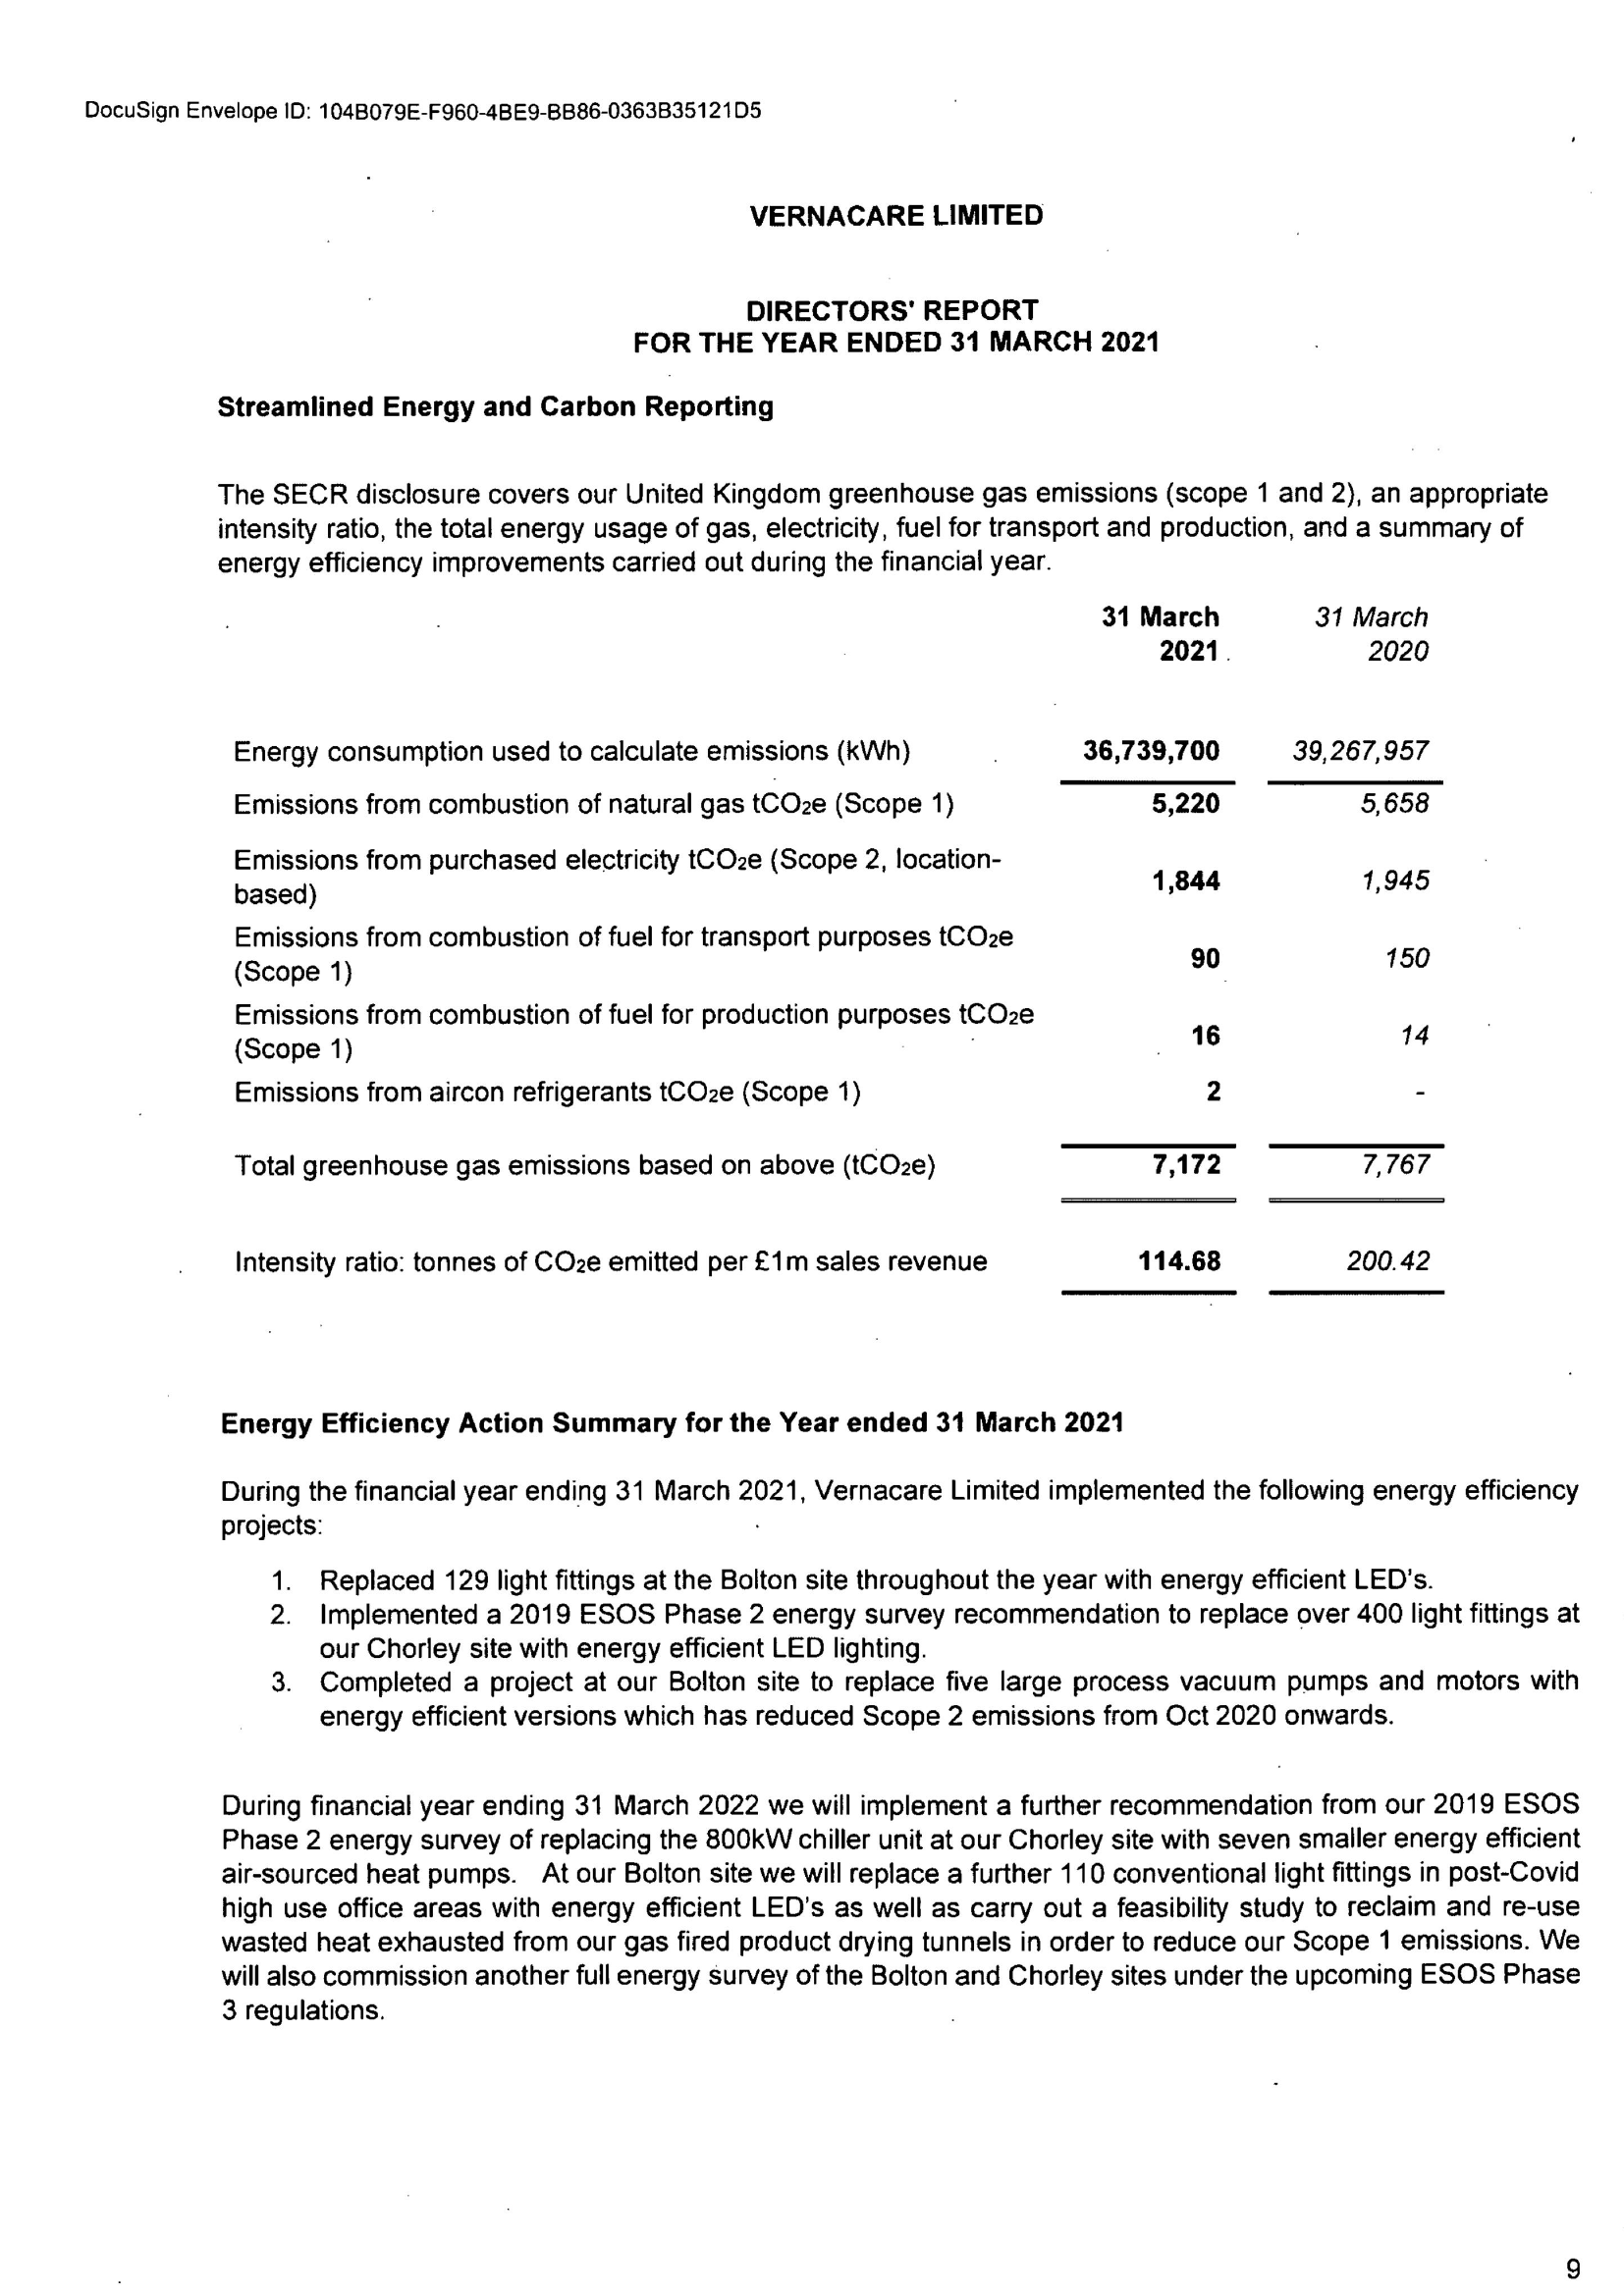 DocuSign Envelope ID: 104B079E-F960-4BE9-BB86-0363B35121D5
VERNACARE LIMITED
DIRECTORS' REPORT
FOR THE YEAR ENDED 31 MARCH 2021
Streamlined Energy and Carbon Reporting
The SECR disclosure covers our United Kingdom greenhouse gas emissions (scope 1 and 2), an appropriate
intensity ratio, the total energy usage of gas, electricity, fuel for transport and production, and a summary of
energy efficiency improvements carried out during the financial year.
31 March 31 March
2021 2020
Energy consumption used to calculate emissions (kWh) 36,739,700 39,267,957
Emissions from combustion of natural gas tCO2e (Scope 1) 5,220 5,658
Emissions from purchased electricity tCO2e (Scope 2, location-
based) 1,844 1,945
Emissions from combustion of fuel for transport purposes tCO2e
(Scope 1) 90 150
Emissions from combustion of fuel for production purposes tCO2e
(Scope 1) 16 14
Emissions from aircon refrigerants tCO2e (Scope 1) 2 -
Total greenhouse gas emissions based on above (tCO2e) 7,172 7,767
Intensity ratio: tonnes of CO2e emitted per £1m sales revenue 114.68 200.42
Energy Efficiency Action Summary for the Year ended 31 March 2021
During the financial year ending 31 March 2021, Vernacare Limited implemented the following energy efficiency
projects:
1. Replaced 129 light fittings at the Bolton site throughout the year with energy efficient LED's.
2. Implemented a 2019 ESOS Phase 2 energy survey recommendation to replace over 400 light fittings at
our Chorley site with energy efficient LED lighting.
3. Completed a project at our Bolton site to replace five large process vacuum pumps and motors with
energy efficient versions which has reduced Scope 2 emissions from Oct 2020 onwards.
During financial year ending 31 March 2022 we will implement a further recommendation from our 2019 ESOS
Phase 2 energy survey of replacing the 800kW chiller unit at our Chorley site with seven smaller energy efficient
air-sourced heat pumps. At our Bolton site we will replace a further 110 conventional light fittings in post-Covid
high use office areas with energy efficient LED's as well as carry out a feasibility study to reclaim and re-use
wasted heat exhausted from our gas fired product drying tunnels in order to reduce our Scope 1 emissions. We
will also commission another full energy survey of the Bolton and Chorley sites under the upcoming ESOS Phase
3 regulations.
9